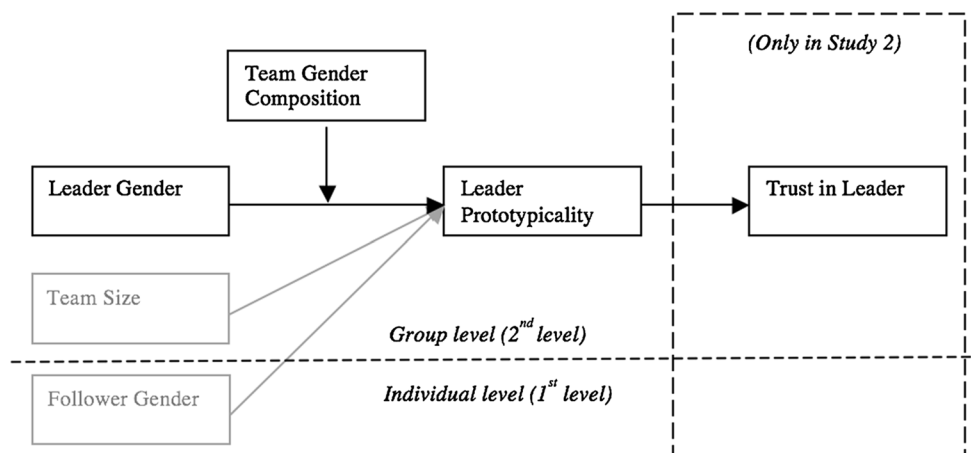 (Only in Study 2)
Team Gender
Composition
Leader Gender
Leader
Prototypicality
Trust in Leader
Team Size
Group level (2nd level)
Individual level (1st level)
Follower Gender